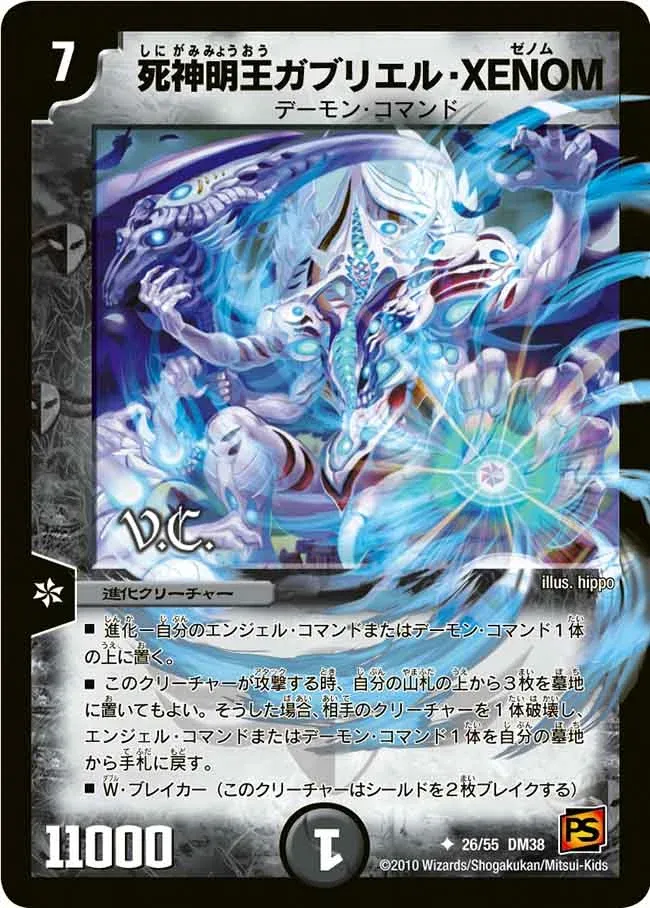 7
死神明王ガブリエル・XENOM
しにがみみょうおう ゼノム
デーモン・コマンド
V.C.
illus. hippo
進化クリーチャー
■ 進化－自分のエンジェル・コマンドまたはデーモン・コマンド1体
の上に置く。
■ このクリーチャーが攻撃する時、自分の山札の上から3枚を墓地
に置いてもよい。そうした場合、相手のクリーチャーを1体破壊し、
エンジェル・コマンドまたはデーモン・コマンド1体を自分の墓地
から手札に戻す。
■ W・ブレイカー（このクリーチャーはシールドを2枚ブレイクする）
11000
1
26/55 DM38
PS
©2010 Wizards/Shogakukan/Mitsui-Kids